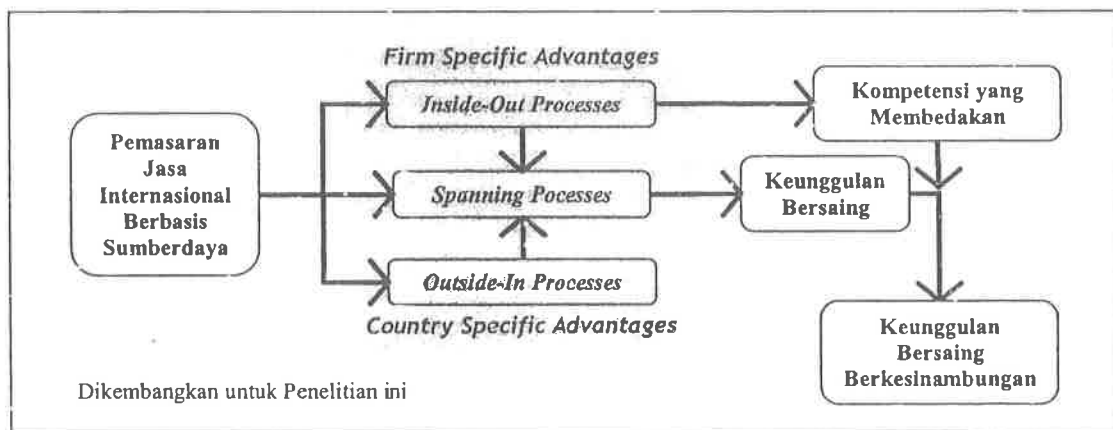 Firm Specific Advantages
Inside-Out Processes
Kompetensi yang
Membedakan
Pemasaran
Jasa
Internasional
Berbasis
Sumberdaya
Spanning Pocesses
Keunggulan
Bersaing
Outside-In Processes
Country Specific Advantages
Keunggulan
Bersaing
Berkesinambungan
Dikembangkan untuk Penelitian ini